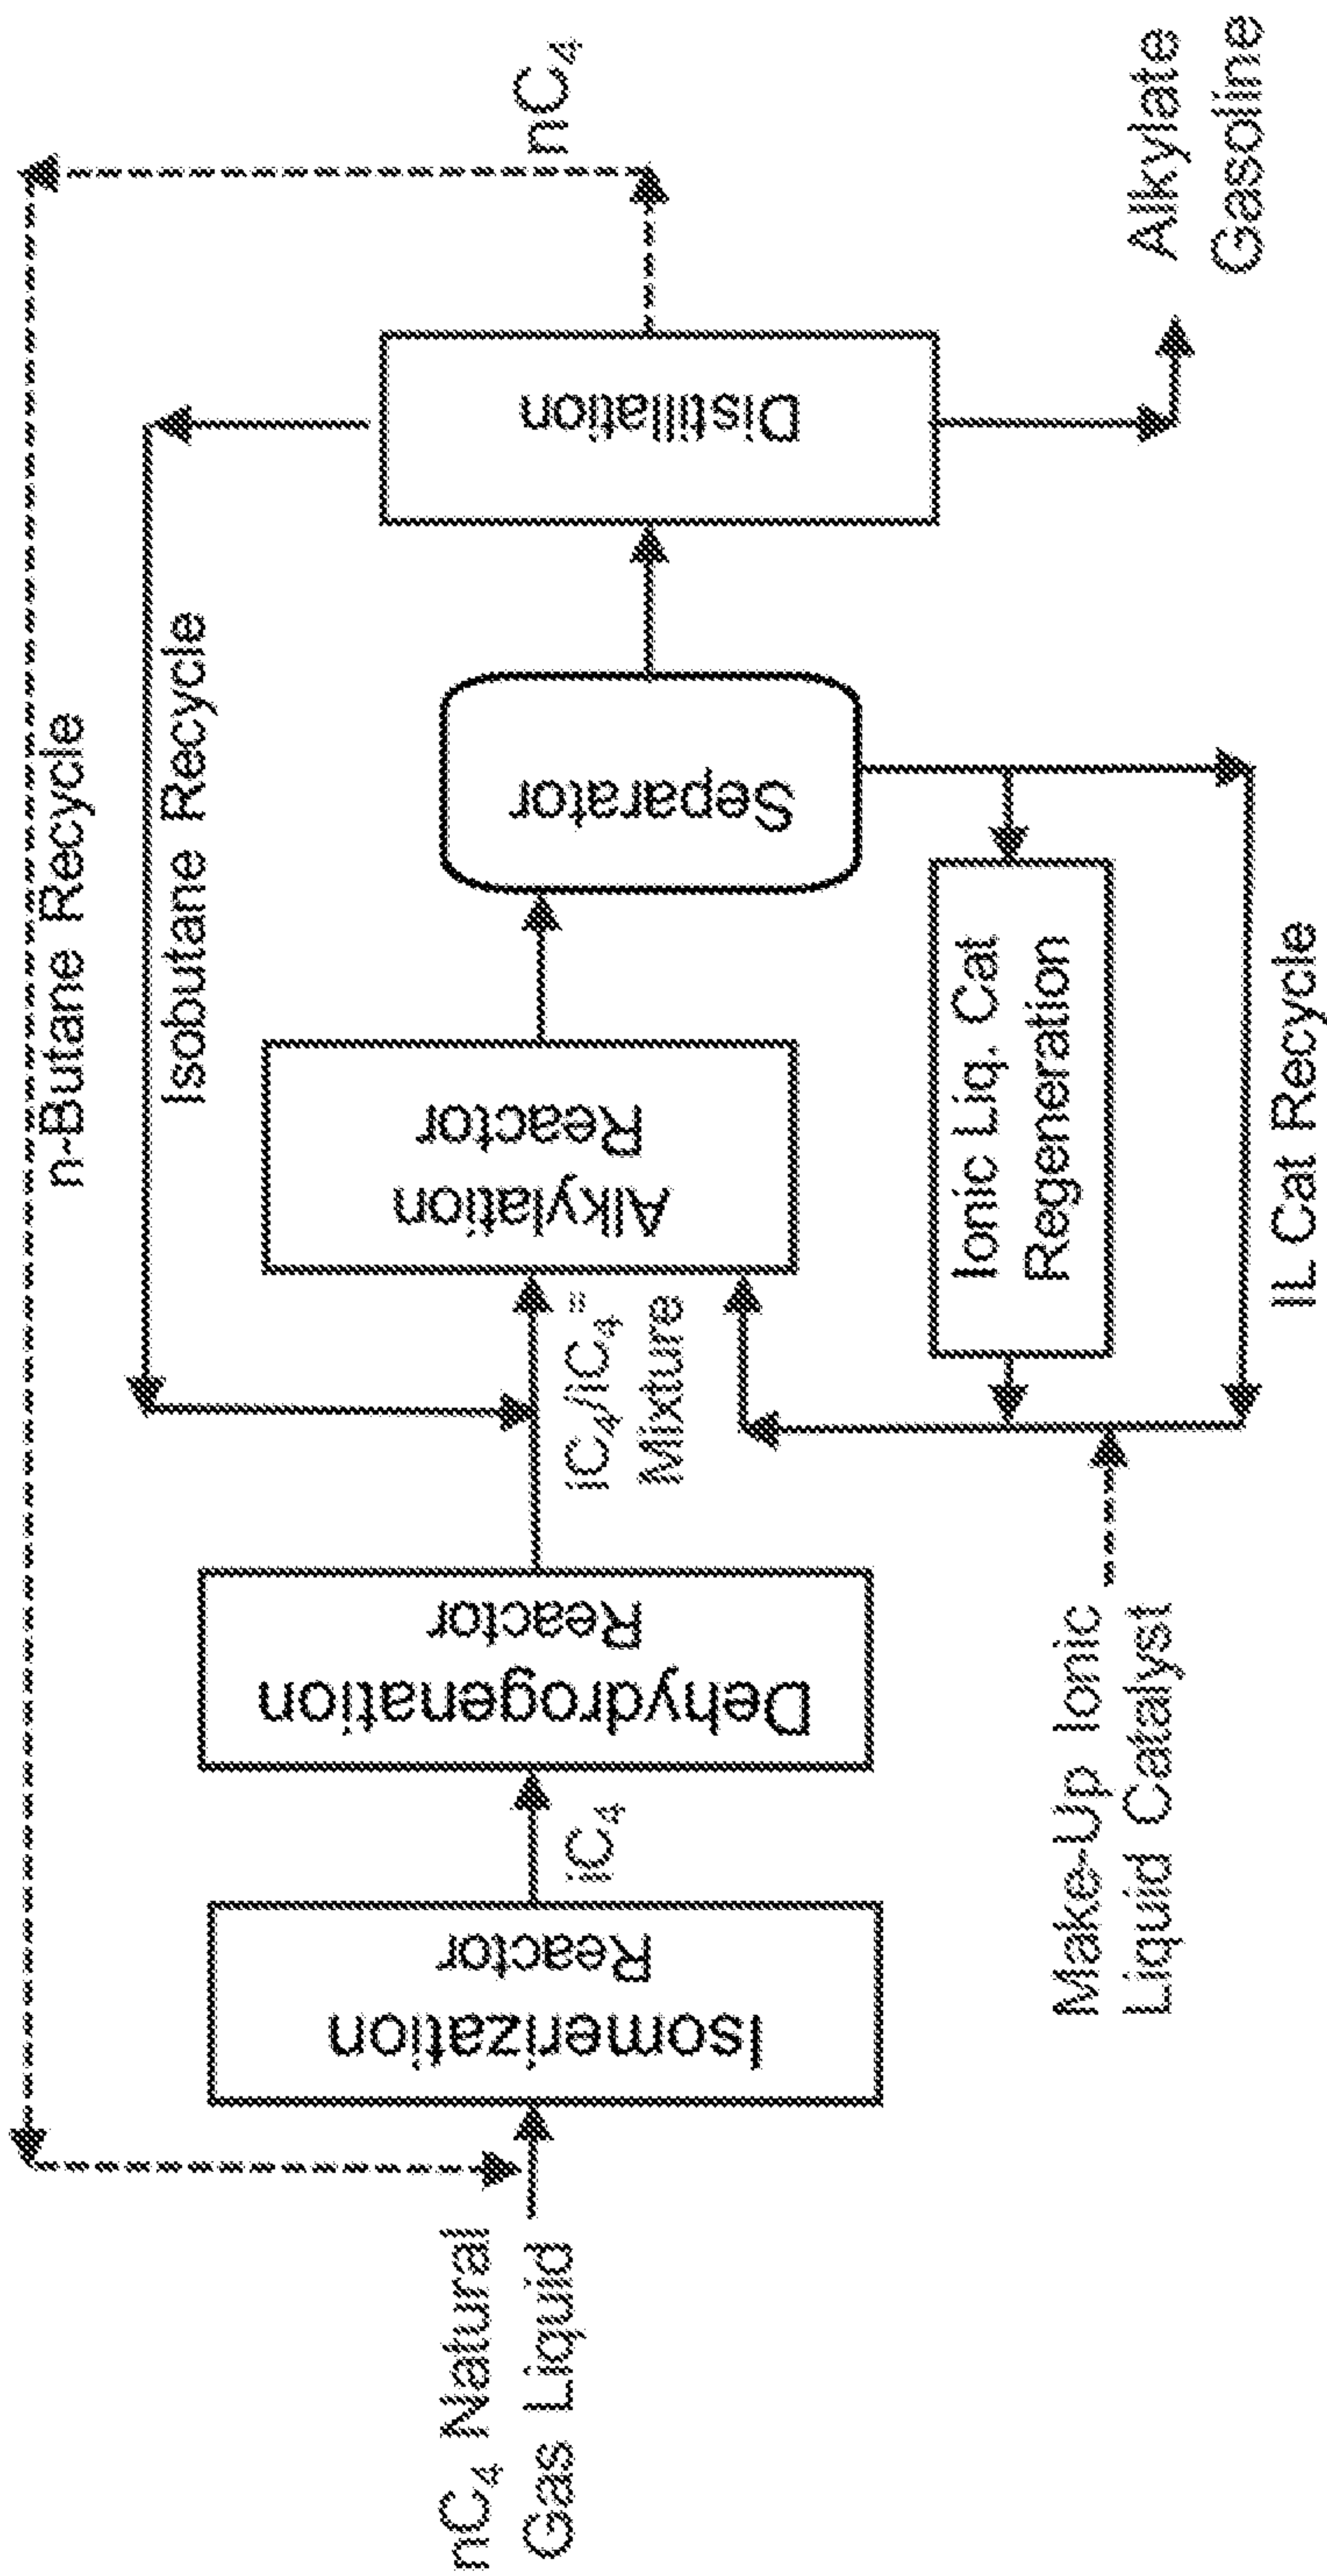 n-Butane Recycle
Isobutane Recycle
nC₄ Natural
Gas Liquid
Isomerization
Reactor
iC₄
Dehydrogenation
Reactor
iC₄/iC₄⁼
Mixture
Alkylation
Reactor
Separator
Distillation
nC₄
Make-Up Ionic
Liquid Catalyst
Ionic Liq. Cat
Regeneration
IL Cat Recycle
Alkylate
Gasoline